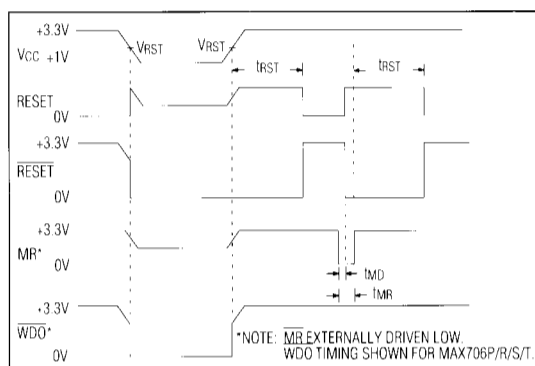 +3.3V
VRST
VRST
VCC +1V
tRST
tRST
RESET
0V
+3.3V
RESET
0V
+3.3V
MR*
0V
tMD
tMR
+3.3V
WDO*
0V
*NOTE: MR EXTERNALLY DRIVEN LOW.
WDO TIMING SHOWN FOR MAX706P/R/S/T.